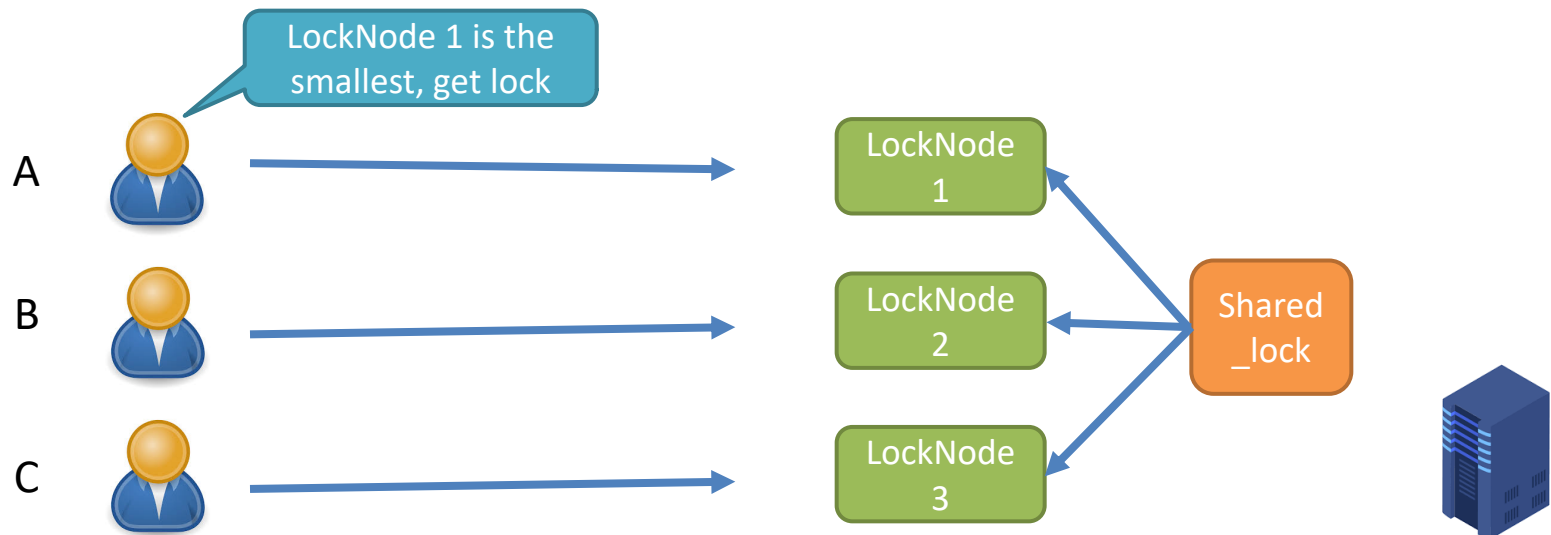 LockNode 1 is the
smallest, get lock
A
LockNode
1
B
LockNode
2
Shared
_lock
C
LockNode
3